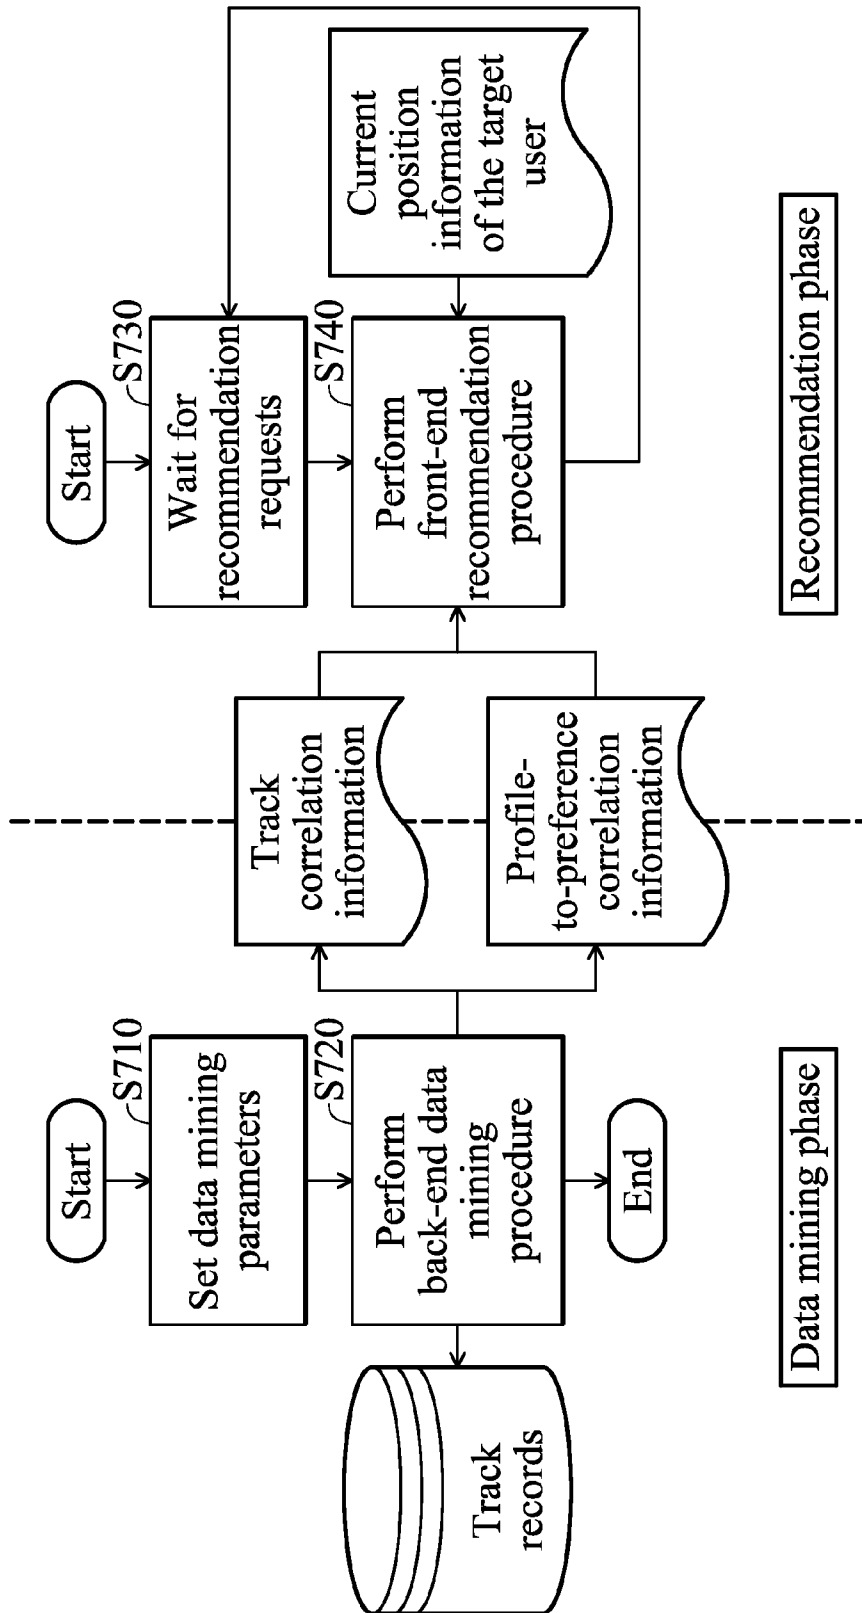 Start
S710
Set data mining
parameters
S720
Perform
back-end data
mining
procedure
End
Track
records
Data mining phase
Track
correlation
information
Profile-
to-preference
correlation
information
Start
S730
Wait for
recommendation
requests
S740
Perform
front-end
recommendation
procedure
Current
position
information
of the target
user
Recommendation phase